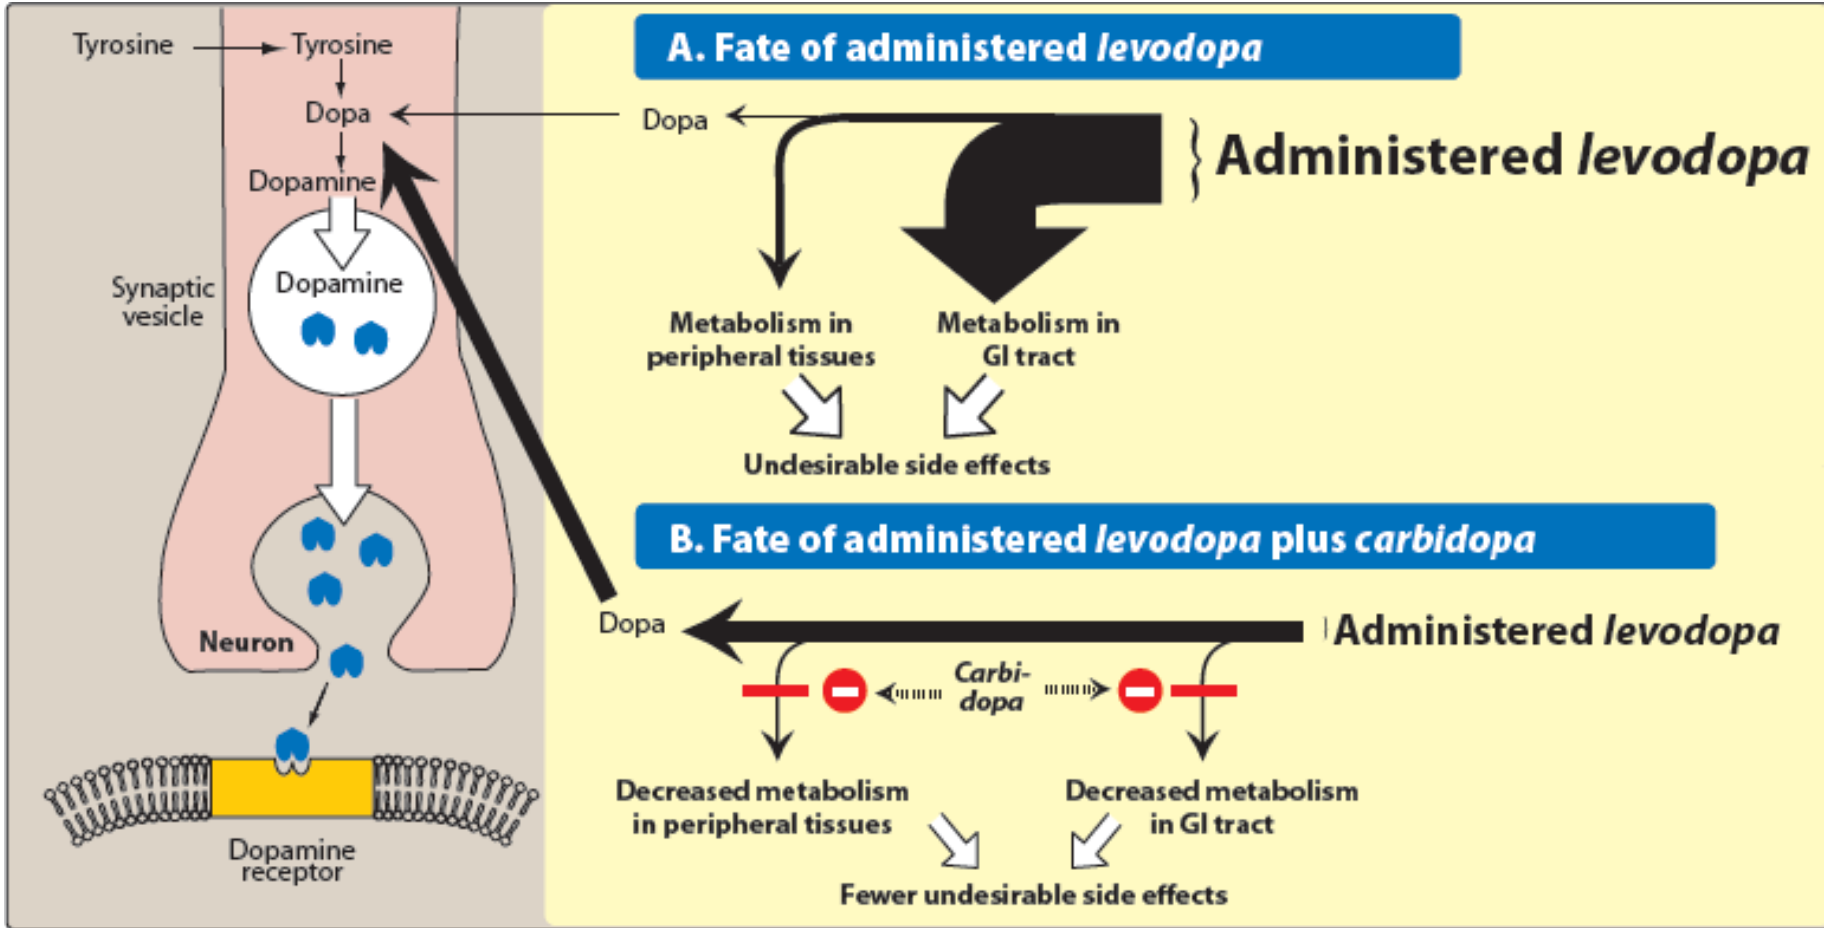 Tyrosine
Tyrosine
Dopa
Dopamine
Dopamine
Synaptic
vesicle
Neuron
Dopamine
receptor
A. Fate of administered levodopa
Dopa
Administered levodopa
Metabolism in
peripheral tissues
Metabolism in
GI tract
Undesirable side effects
B. Fate of administered levodopa plus carbidopa
Dopa
Administered levodopa
Carbi-
dopa
Decreased metabolism
in peripheral tissues
Decreased metabolism
in GI tract
Fewer undesirable side effects